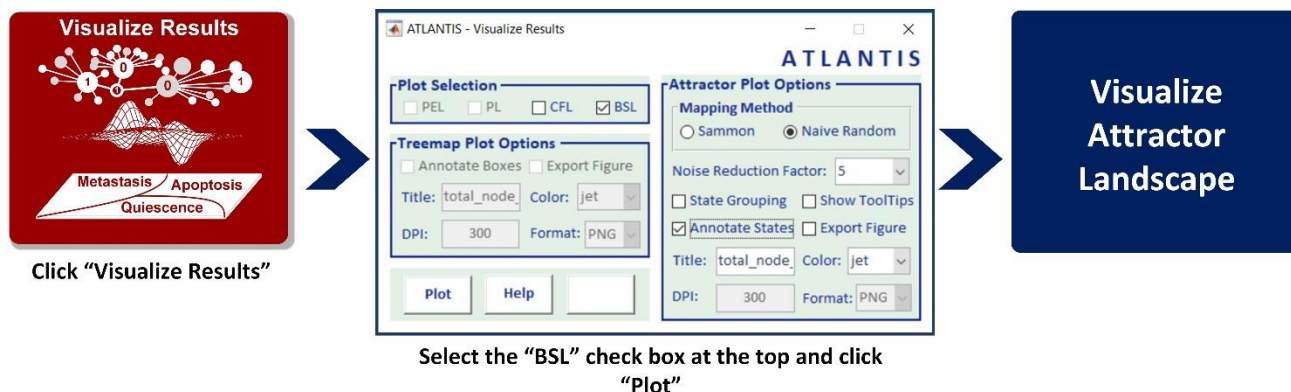 Visualize Results
0
1
0
1
1
Metastasis
Apoptosis
Quiescence
Click “Visualize Results”
ATLANTIS - Visualize Results
ATLANTIS
Plot Selection
PEL PL CFL BSL
Treemap Plot Options
Annotate Boxes Export Figure
Title: total_node_ Color: jet
DPI: 300 Format: PNG
Plot Help
Attractor Plot Options
Mapping Method
Sammon Naive Random
Noise Reduction Factor: 5
State Grouping Show ToolTips
Annotate States Export Figure
Title: total_node_ Color: jet
DPI: 300 Format: PNG
Select the “BSL” check box at the top and click
“Plot”
Visualize
Attractor
Landscape